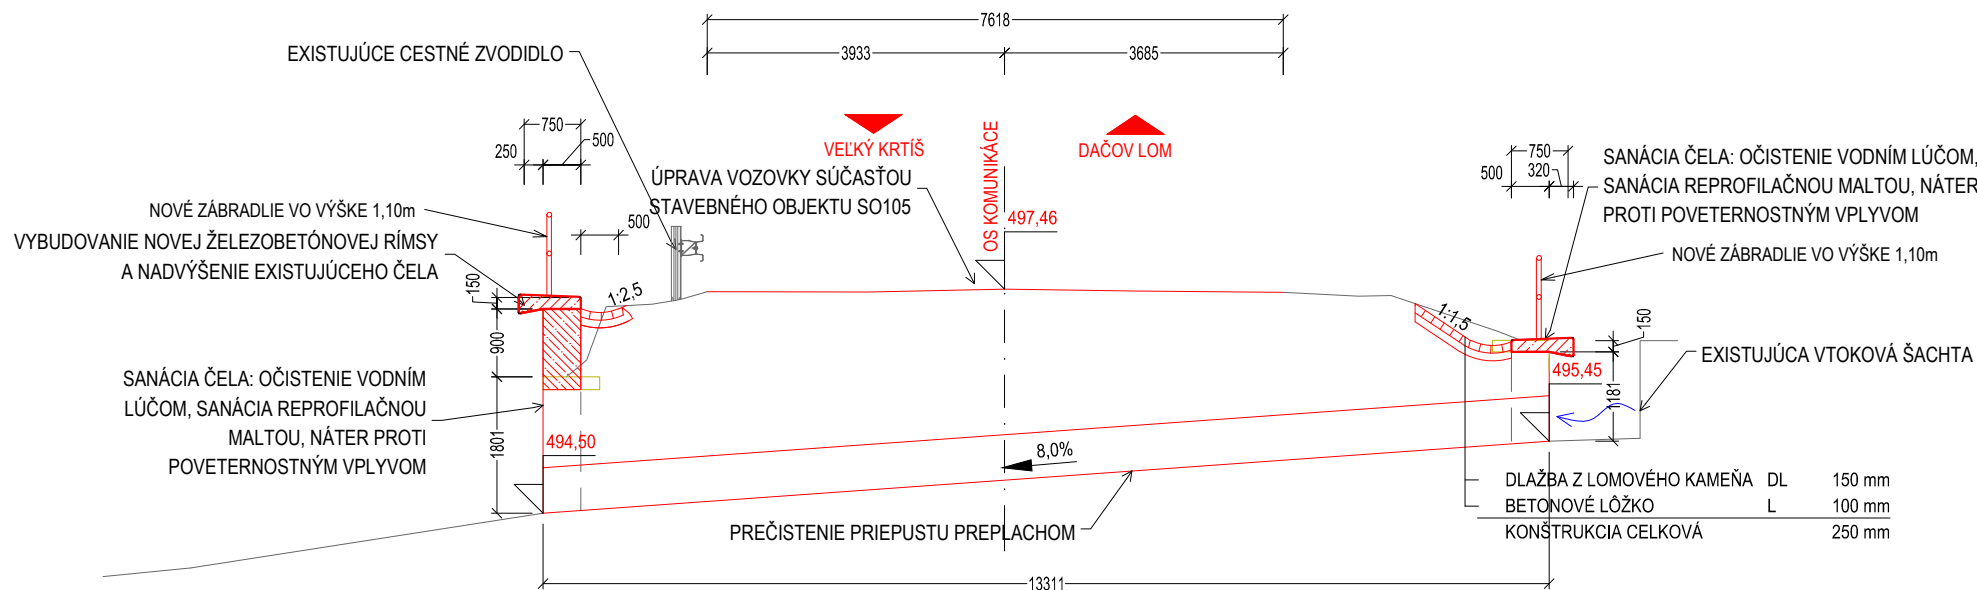 7618
3933
3685
EXISTUJÚCE CESTNÉ ZVODIDLO
VEĽKÝ KRTÍŠ
DAČOV LOM
OS KOMUNIKÁCE
750
500
250
ÚPRAVA VOZOVKY SÚČASŤOU
STAVEBNÉHO OBJEKTU SO105
497,46
750
500
320
SANÁCIA ČELA: OČISTENIE VODNÍM LÚČOM,
SANÁCIA REPROFILAČNOU MALTOU, NÁTER
PROTI POVETERNOSTNÝM VPLYVOM
NOVÉ ZÁBRADLIE VO VÝŠKE 1,10m
500
VYBUDOVANIE NOVEJ ŽELEZOBETÓNOVEJ RÍMSY
A NADVÝŠENIE EXISTUJÚCEHO ČELA
NOVÉ ZÁBRADLIE VO VÝŠKE 1,10m
150
1:2,5
1:1,5
150
900
EXISTUJÚCA VTOKOVÁ ŠACHTA
495,45
1181
SANÁCIA ČELA: OČISTENIE VODNÍM
LÚČOM, SANÁCIA REPROFILAČNOU
MALTOU, NÁTER PROTI
POVETERNOSTNÝM VPLYVOM
1801
494,50
8,0%
DLAŽBA Z LOMOVÉHO KAMEŇA DL 150 mm
BETONOVÉ LÔŽKO L 100 mm
KONŠTRUKCIA CELKOVÁ 250 mm
PREČISTENIE PRIEPUSTU PREPLACHOM
13311